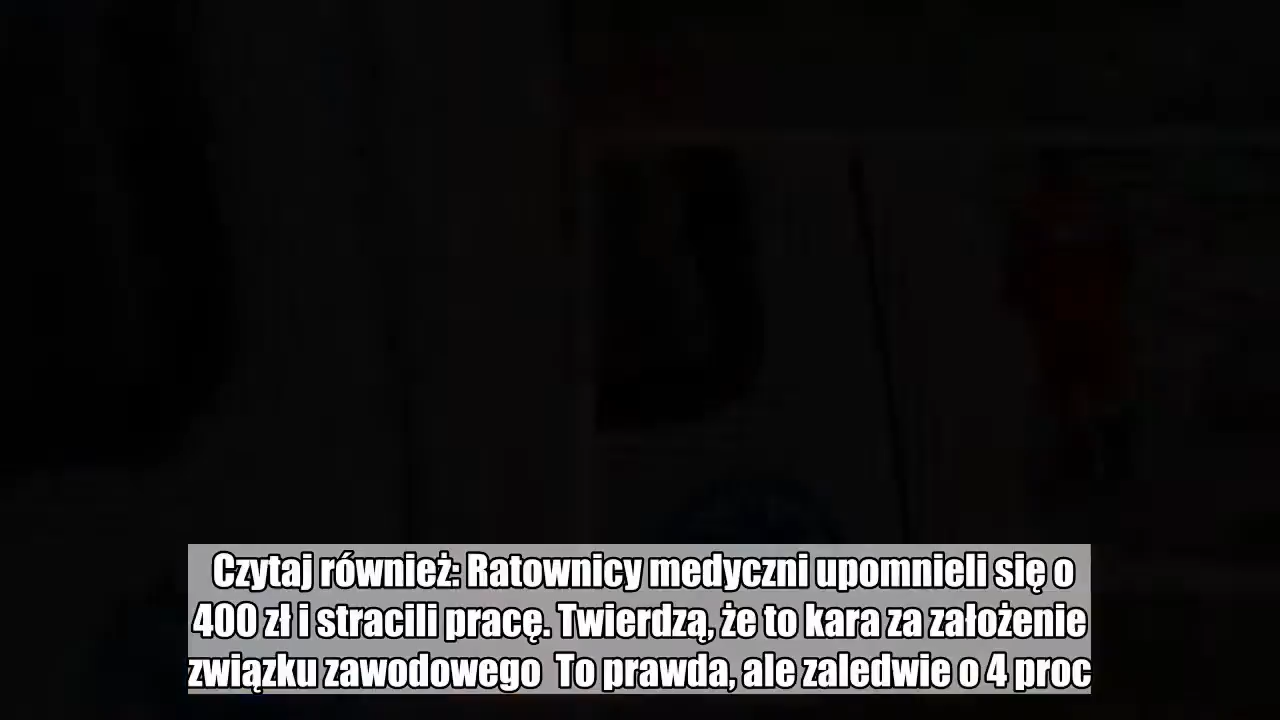 Czytaj również: Ratownicy medyczni upomnieli się o
400 zł i stracili pracę. Twierdzą, że to kara za założenie
związku zawodowego  To prawda, ale zaledwie o 4 proc